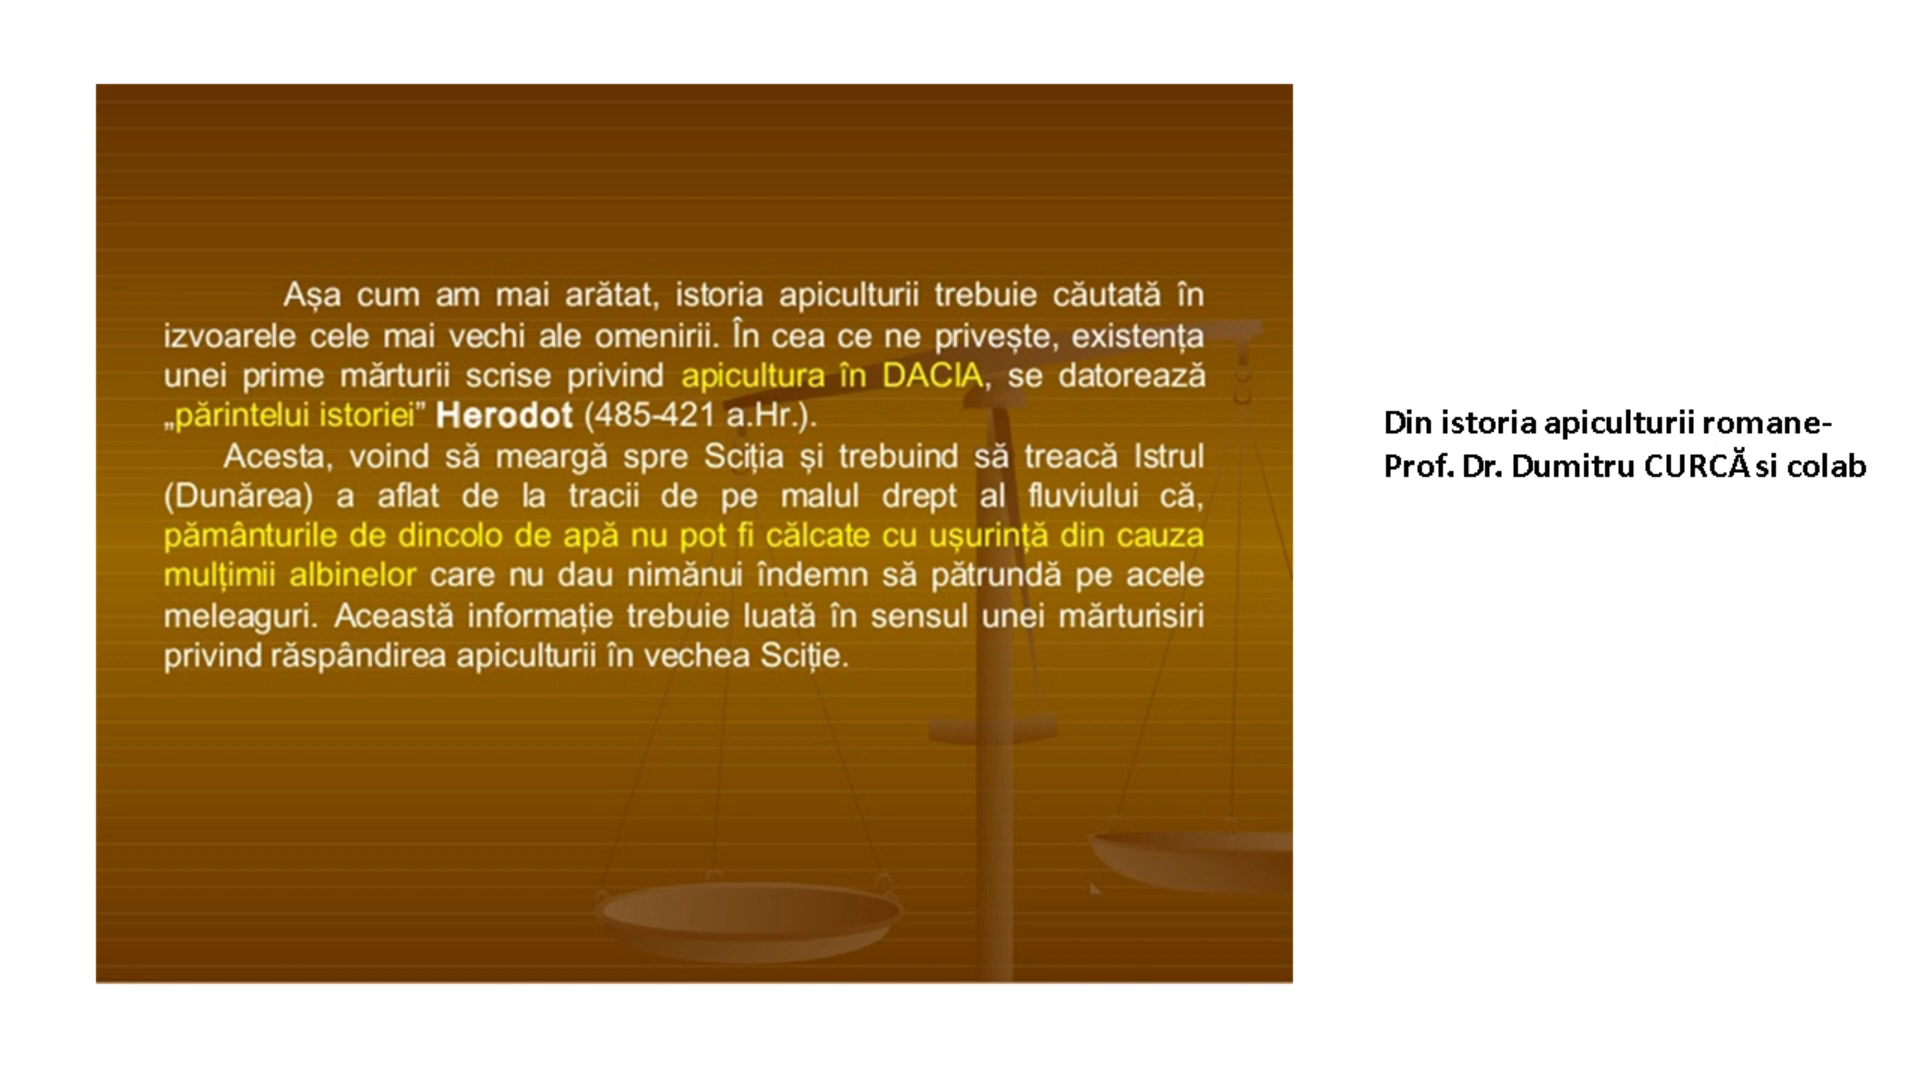 Așa cum am mai arătat, istoria apiculturii trebuie căutată în
izvoarele cele mai vechi ale omenirii. În cea ce ne privește, existența
unei prime mărturii scrise privind apicultura în DACIA, se datorează
„părintelui istoriei” Herodot (485-421 a.Hr.).
Acesta, voind să meargă spre Sciția și trebuind să treacă Istrul
(Dunărea) a aflat de la tracii de pe malul drept al fluviului că,
pământurile de dincolo de apă nu pot fi călcate cu ușurință din cauza
mulțimii albinelor care nu dau nimănui îndemn să pătrundă pe acele
meleaguri. Această informație trebuie luată în sensul unei mărturisiri
privind răspândirea apiculturii în vechea Sciție.
Din istoria apiculturii romane-
Prof. Dr. Dumitru CURCĂ si colab